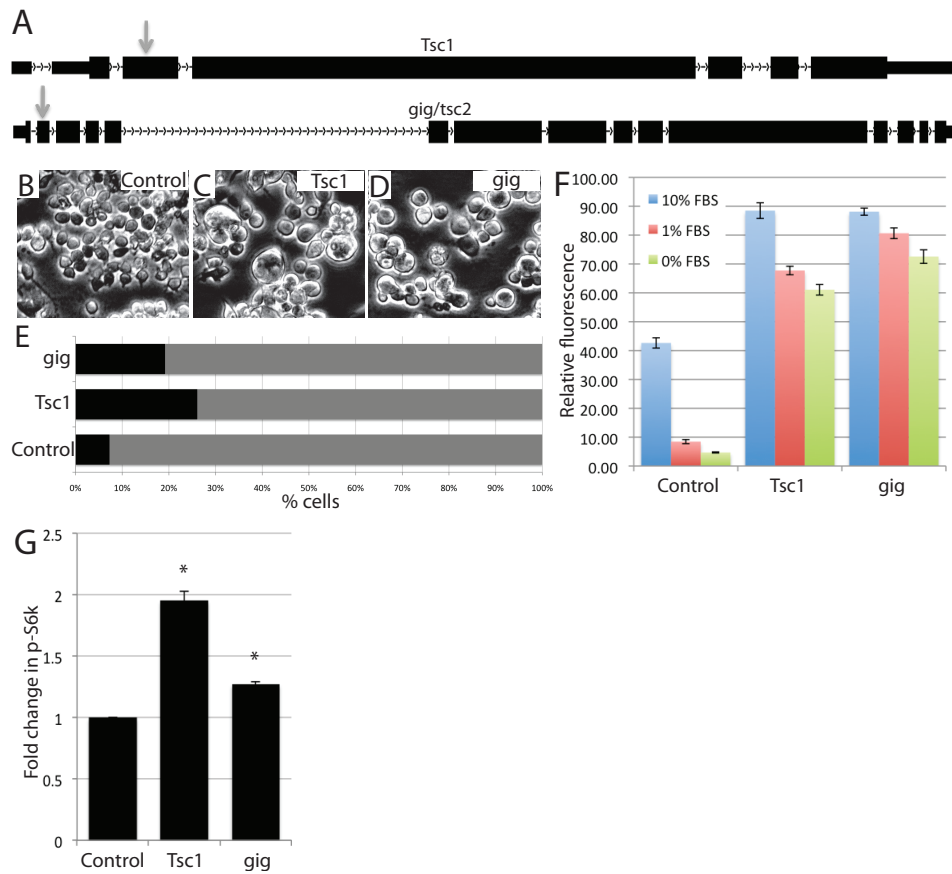 A
Tsc1
gig/tsc2
B Control
C Tsc1
D gig
E
gig
Tsc1
Control
0% 10% 20% 30% 40% 50% 60% 70% 80% 90% 100%
% cells
F
100.00
90.00
80.00
70.00
60.00
50.00
40.00
30.00
20.00
10.00
0.00
Relative fluorescence
10% FBS
1% FBS
0% FBS
Control Tsc1 gig
G
2.5
2
1.5
1
0.5
0
Fold change in p-S6k
*
*
Control Tsc1 gig